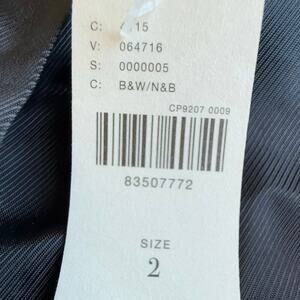 C:
V: 064716
S: 0000005
C: B&W/N&B
CP9207 0009
83507772
SIZE
2